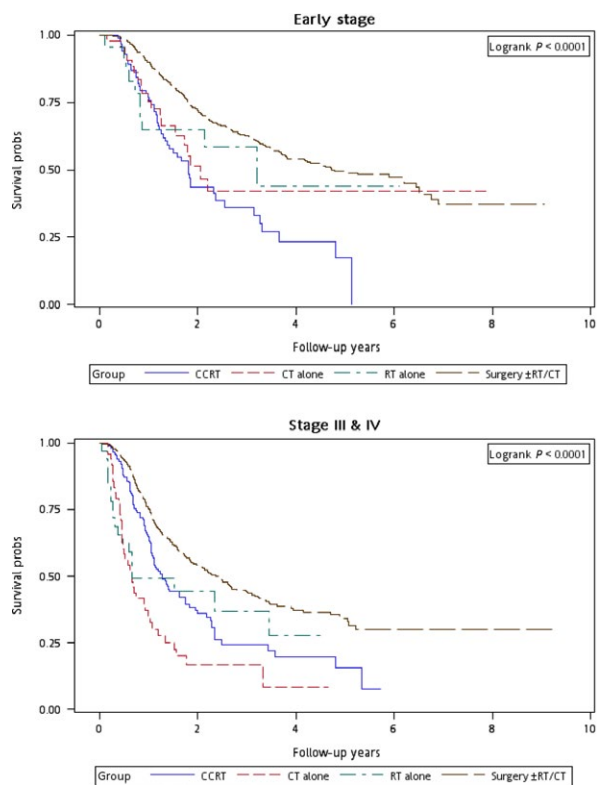 Early stage
1.00
Logrank P < 0.0001
0.75
Survival probs
0.50
0.25
0.00
0 2 4 6 8 10
Follow-up years
Group CCRT CT alone RT alone Surgery ±RT/CT
Stage III & IV
1.00
Logrank P < 0.0001
0.75
Survival probs
0.50
0.25
0.00
0 2 4 6 8 10
Follow-up years
Group CCRT CT alone RT alone Surgery ±RT/CT